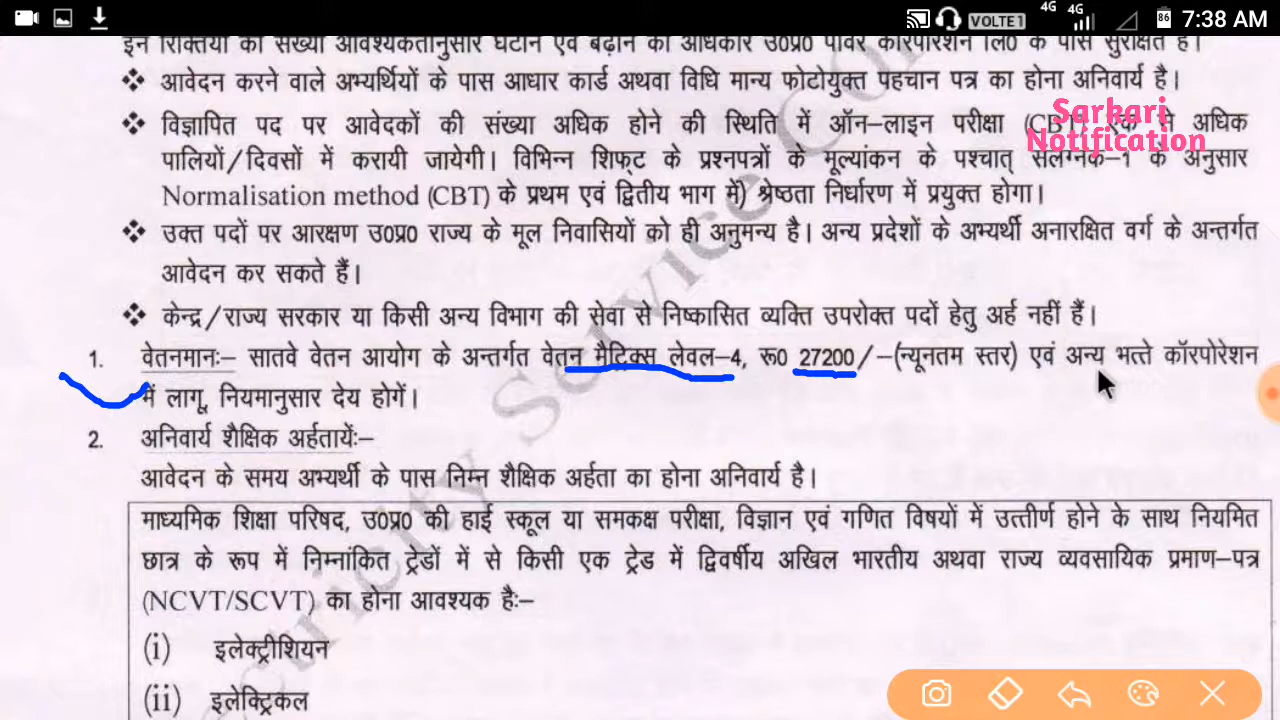 4G 4G VOLTE1 86 7:38 AM
इन रिक्तियों की संख्या आवश्यकतानुसार घटाने एवं बढ़ाने का अधिकार उ0प्र0 पावर कारपोरेशन लि0 के पास सुरक्षित है।
❖ आवेदन करने वाले अभ्यर्थियों के पास आधार कार्ड अथवा विधि मान्य फोटोयुक्त पहचान पत्र का होना अनिवार्य है।
Sarkari Notification
❖ विज्ञापित पद पर आवेदकों की संख्या अधिक होने की स्थिति में ऑन–लाइन परीक्षा (CBT) एक से अधिक
पालियों/दिवसों में करायी जायेगी। विभिन्न शिफ्ट के प्रश्नपत्रों के मूल्यांकन के पश्चात् संलग्नक–1 के अनुसार
Normalisation method (CBT) के प्रथम एवं द्वितीय भाग में) श्रेष्ठता निर्धारण में प्रयुक्त होगा।
❖ उक्त पदों पर आरक्षण उ0प्र0 राज्य के मूल निवासियों को ही अनुमन्य है। अन्य प्रदेशों के अभ्यर्थी अनारक्षित वर्ग के अन्तर्गत
आवेदन कर सकते हैं।
❖ केन्द्र/राज्य सरकार या किसी अन्य विभाग की सेवा से निष्कासित व्यक्ति उपरोक्त पदों हेतु अर्ह नहीं हैं।
1. वेतनमानः– सातवे वेतन आयोग के अन्तर्गत वेतन मैट्रिक्स लेवल–4, रू0 27200/–(न्यूनतम स्तर) एवं अन्य भत्ते कॉरपोरेशन
में लागू, नियमानुसार देय होगें।
2. अनिवार्य शैक्षिक अर्हतायेंः–
आवेदन के समय अभ्यर्थी के पास निम्न शैक्षिक अर्हता का होना अनिवार्य है।
माध्यमिक शिक्षा परिषद, उ0प्र0 की हाई स्कूल या समकक्ष परीक्षा, विज्ञान एवं गणित विषयों में उत्तीर्ण होने के साथ नियमित
छात्र के रूप में निम्नांकित ट्रेडों में से किसी एक ट्रेड में द्विवर्षीय अखिल भारतीय अथवा राज्य व्यवसायिक प्रमाण–पत्र
(NCVT/SCVT) का होना आवश्यक हैः–
(i) इलेक्ट्रीशियन
(ii) इलेक्ट्रिकल